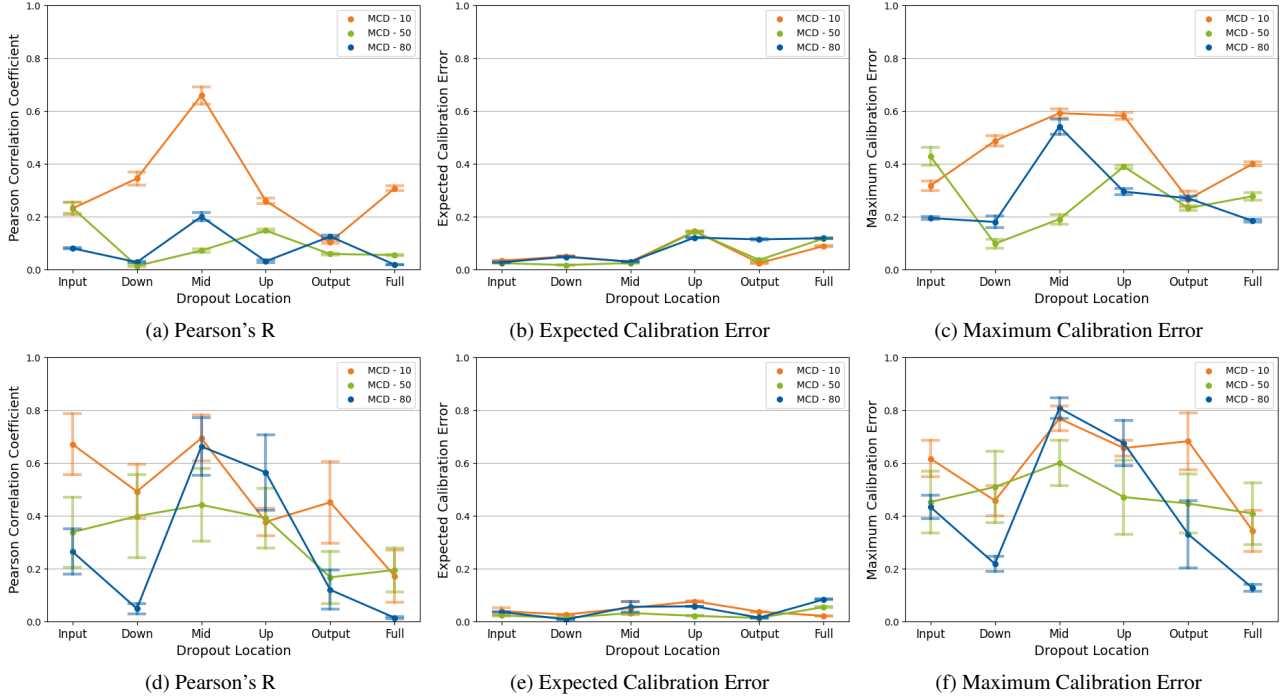 1.0
0.8
0.6
0.4
0.2
0.0
Pearson Correlation Coefficient
MCD - 10
MCD - 50
MCD - 80
Input Down Mid Up Output Full
Dropout Location
(a) Pearson's R
1.0
0.8
0.6
0.4
0.2
0.0
Expected Calibration Error
MCD - 10
MCD - 50
MCD - 80
Input Down Mid Up Output Full
Dropout Location
(b) Expected Calibration Error
1.0
0.8
0.6
0.4
0.2
0.0
Maximum Calibration Error
MCD - 10
MCD - 50
MCD - 80
Input Down Mid Up Output Full
Dropout Location
(c) Maximum Calibration Error
1.0
0.8
0.6
0.4
0.2
0.0
Pearson Correlation Coefficient
MCD - 10
MCD - 50
MCD - 80
Input Down Mid Up Output Full
Dropout Location
(d) Pearson's R
1.0
0.8
0.6
0.4
0.2
0.0
Expected Calibration Error
MCD - 10
MCD - 50
MCD - 80
Input Down Mid Up Output Full
Dropout Location
(e) Expected Calibration Error
1.0
0.8
0.6
0.4
0.2
0.0
Maximum Calibration Error
MCD - 10
MCD - 50
MCD - 80
Input Down Mid Up Output Full
Dropout Location
(f) Maximum Calibration Error